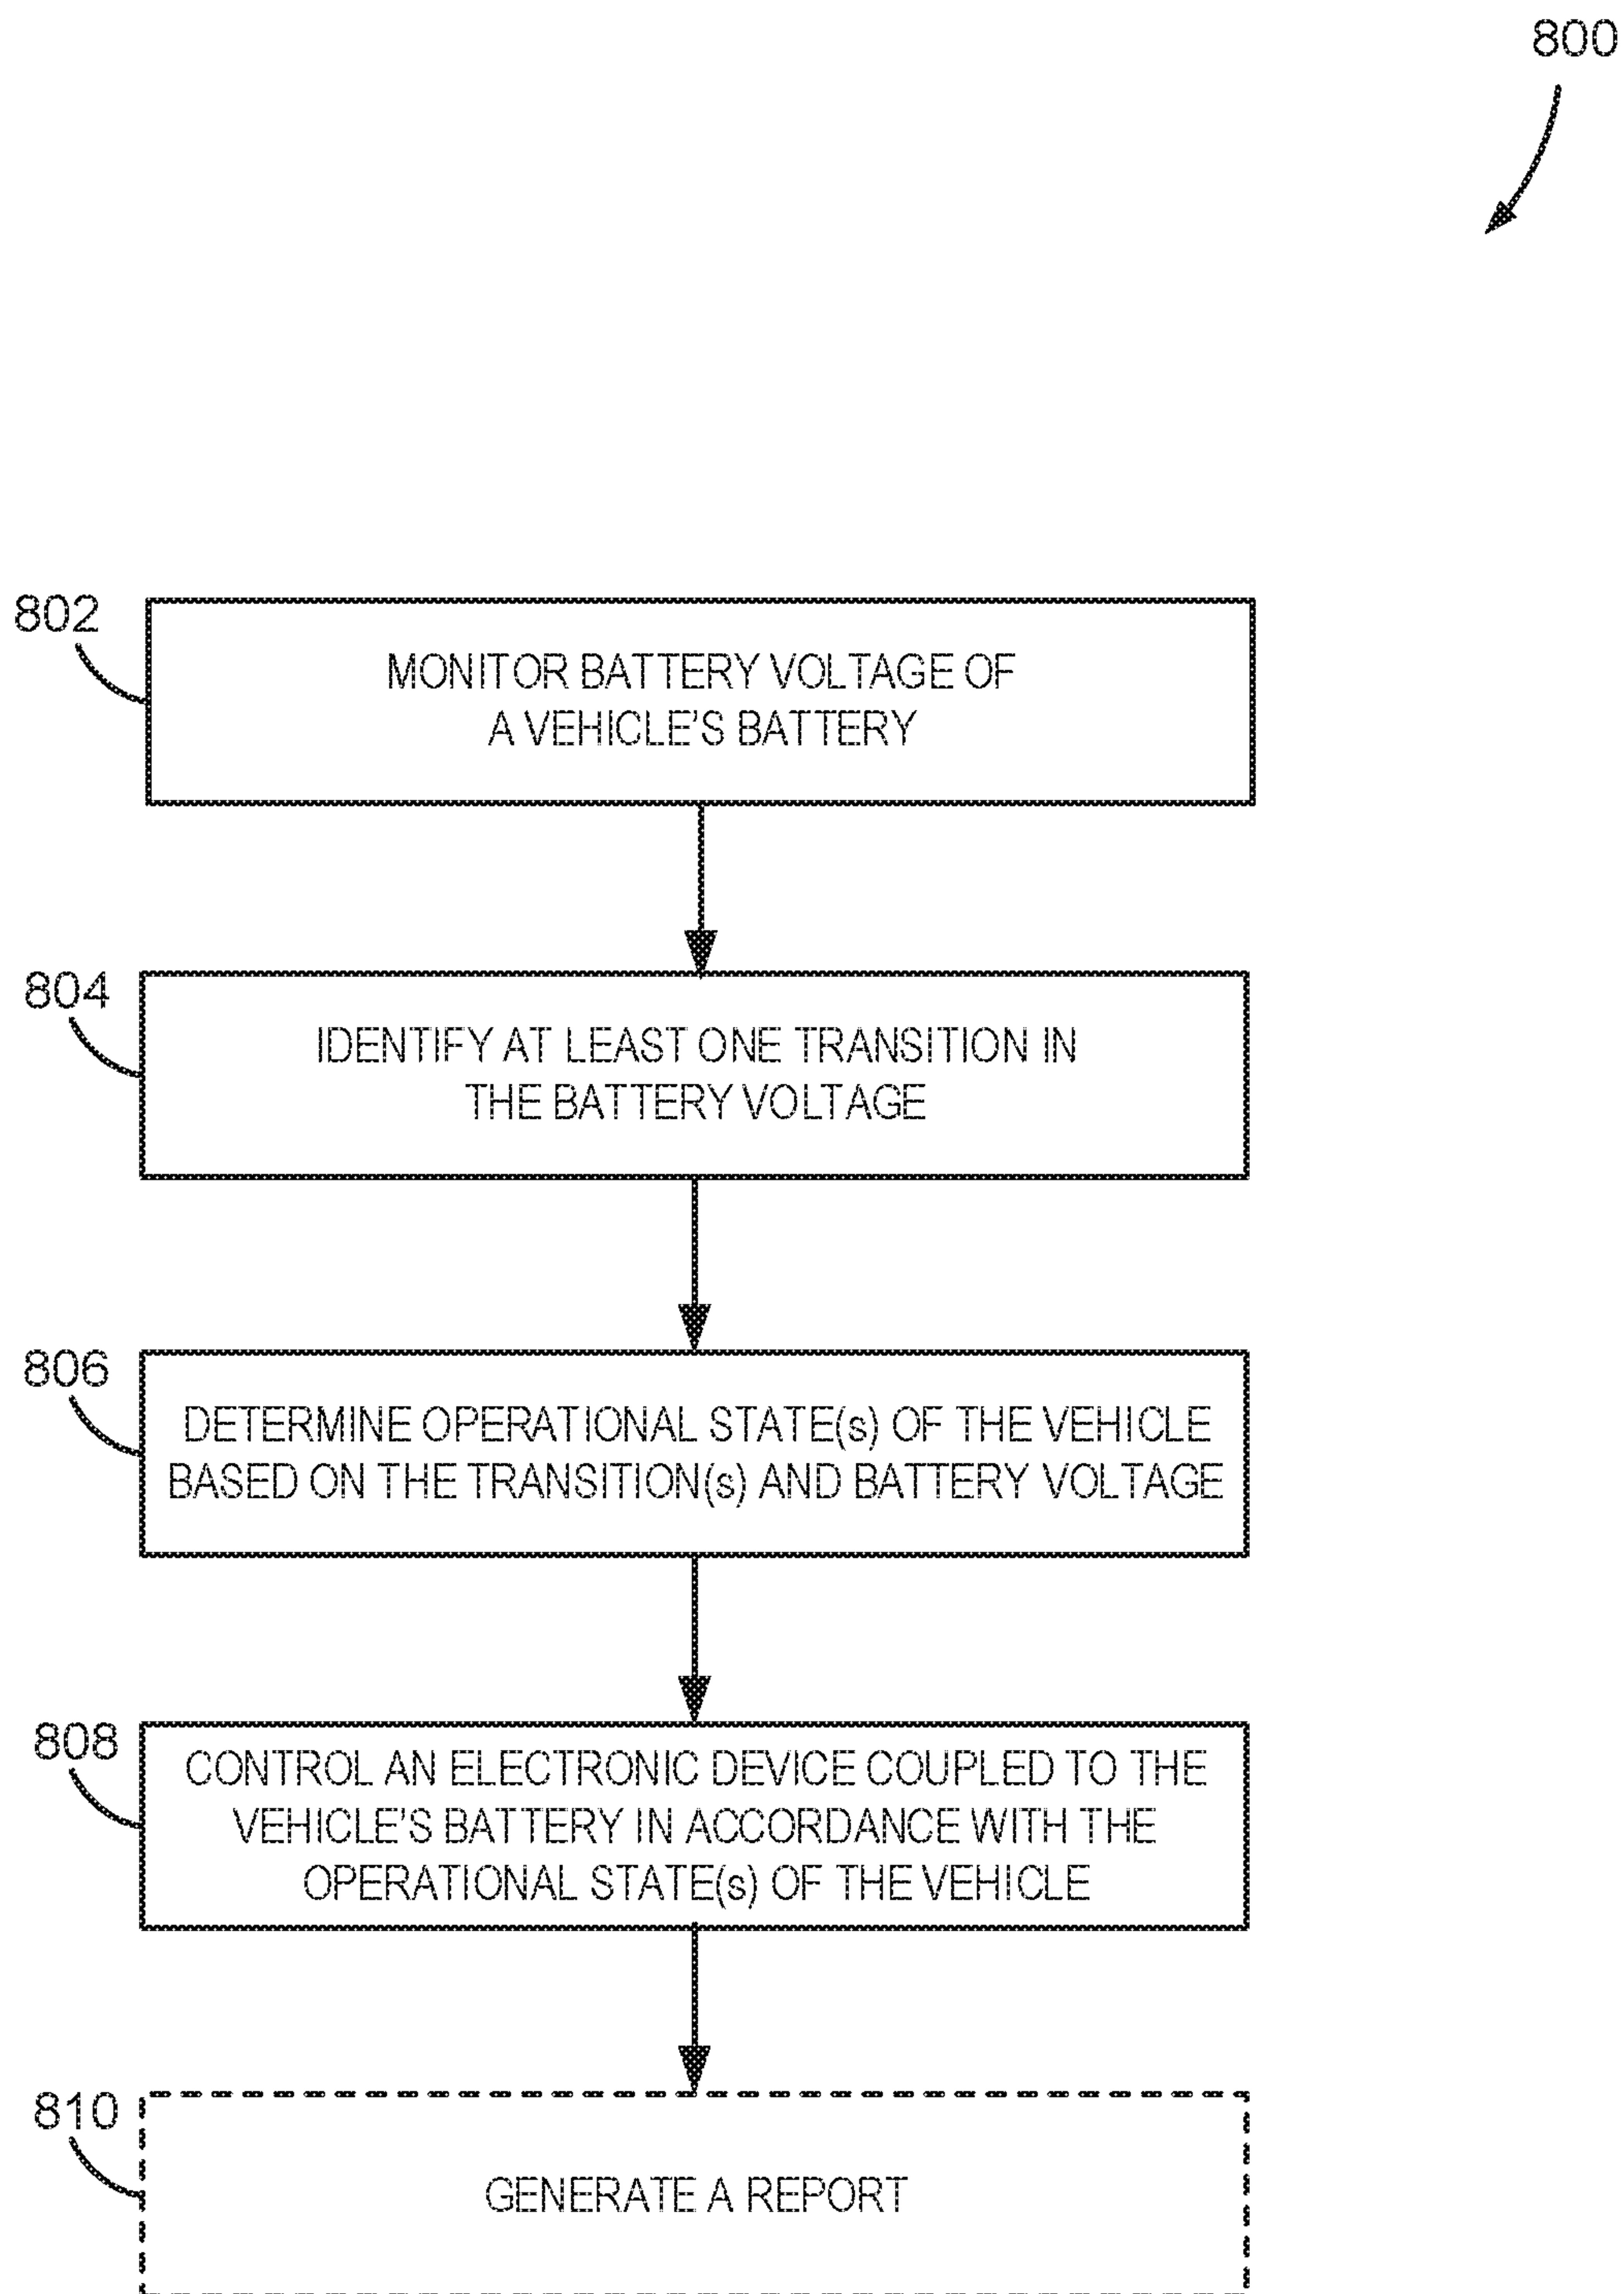 800
802
MONITOR BATTERY VOLTAGE OF
A VEHICLE'S BATTERY
804
IDENTIFY AT LEAST ONE TRANSITION IN
THE BATTERY VOLTAGE
806
DETERMINE OPERATIONAL STATE(s) OF THE VEHICLE
BASED ON THE TRANSITION(s) AND BATTERY VOLTAGE
808
CONTROL AN ELECTRONIC DEVICE COUPLED TO THE
VEHICLE'S BATTERY IN ACCORDANCE WITH THE
OPERATIONAL STATE(s) OF THE VEHICLE
810
GENERATE A REPORT